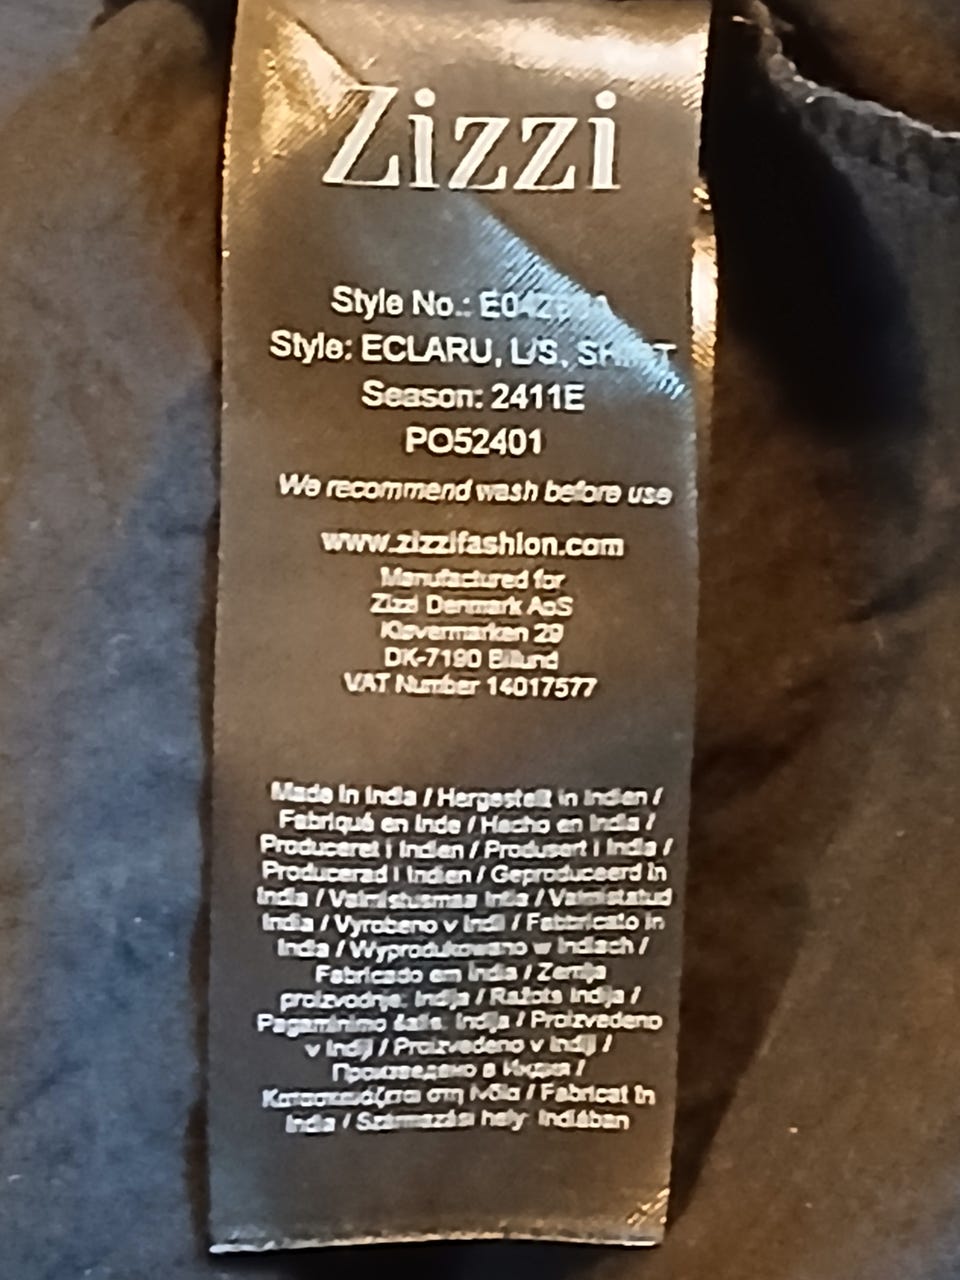 Zizzi
Style No.:
Style: ECLARU, L/S, SHIRT
Season: 2411E
PO52401
We recommend wash before use
www.zizzifashion.com
Manufactured for
Zizzi Denmark ApS
Kløvermarken 29
DK-7190 Billund
VAT Number 14017577
Made in India / Hergestellt in Indien /
Fabriqué en Inde / Hecho en India /
Produceret i Indien / Produsert i India /
Producerad i Indien / Geproduceerd in
India / Valmistusmaa Intia / Valmistatud
India / Vyrobeno v Indii / Fabbricato in
India / Wyprodukowano w Indiach /
Fabricado em Índia / Zemlja
proizvodnje: Indija / Ražots Indija /
Pagaminimo šalis: Indija / Proizvedeno
v Indiji / Proizvedeno v Indiji /
Произведено в Индия /
Κατασκευάζεται στη Ινδία / Fabricat în
India / Származási hely: Indiában